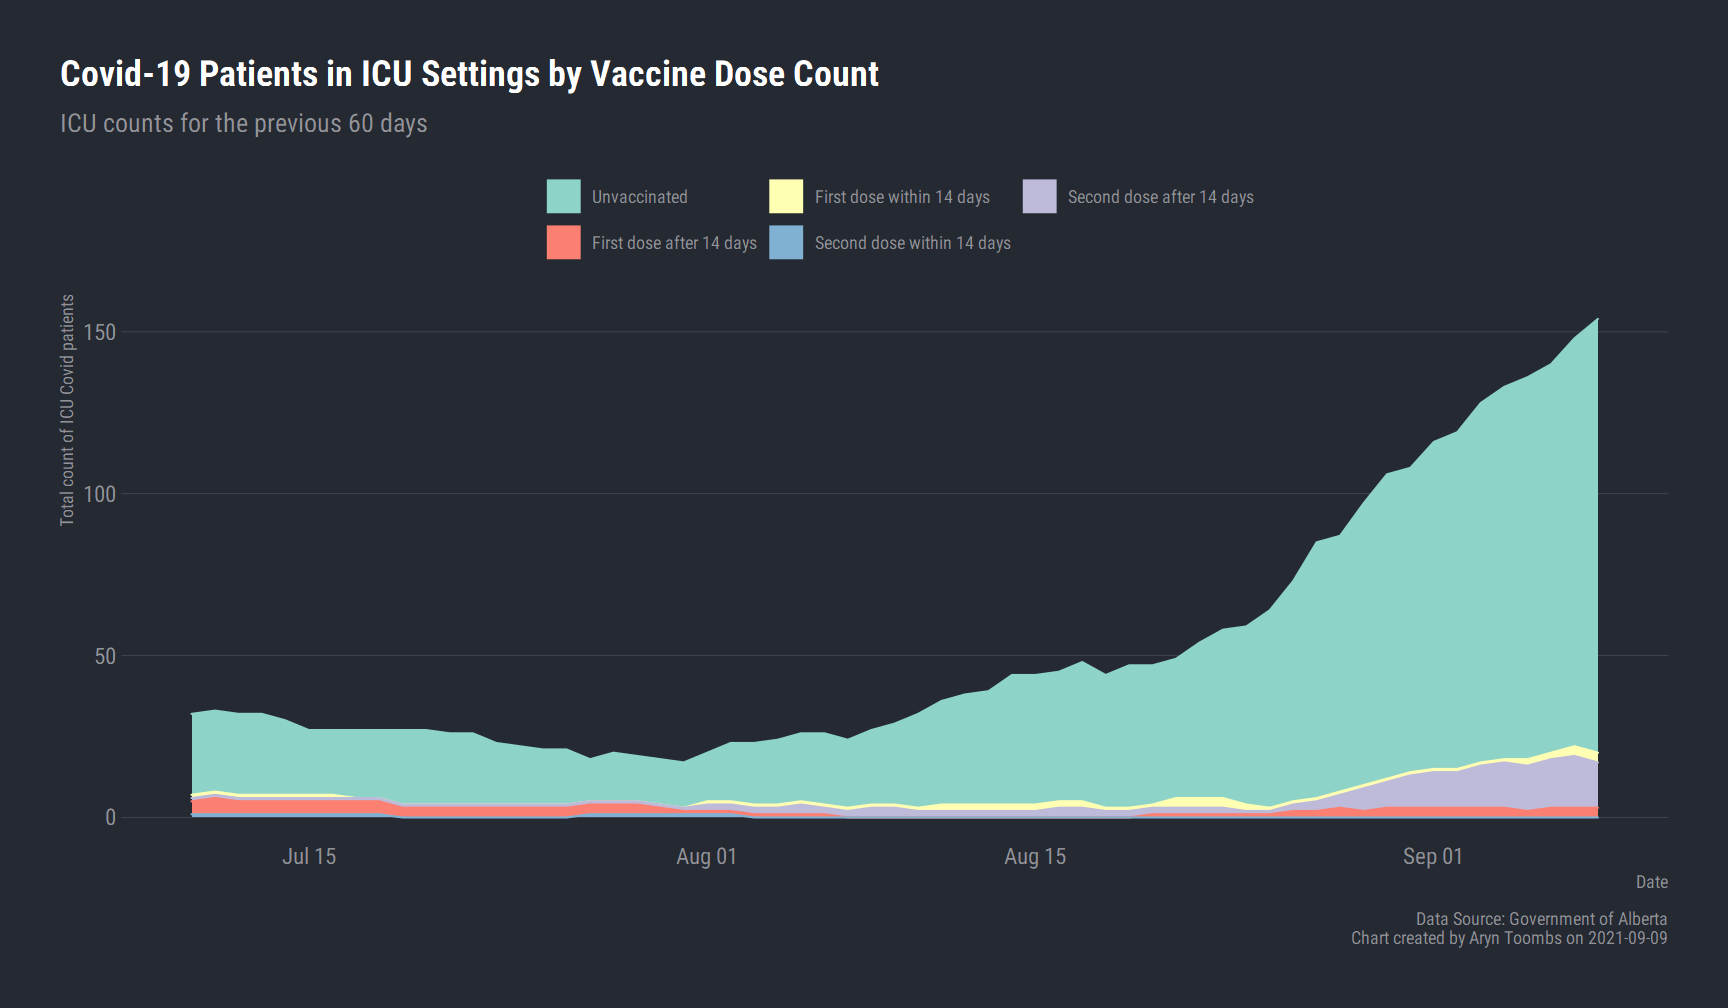 Covid-19 Patients in ICU Settings by Vaccine Dose Count
ICU counts for the previous 60 days
Unvaccinated
First dose within 14 days
Second dose after 14 days
First dose after 14 days
Second dose within 14 days
Total count of ICU Covid patients
150
100
50
0
Jul 15
Aug 01
Aug 15
Sep 01
Date
Data Source: Government of Alberta
Chart created by Aryn Toombs on 2021-09-09